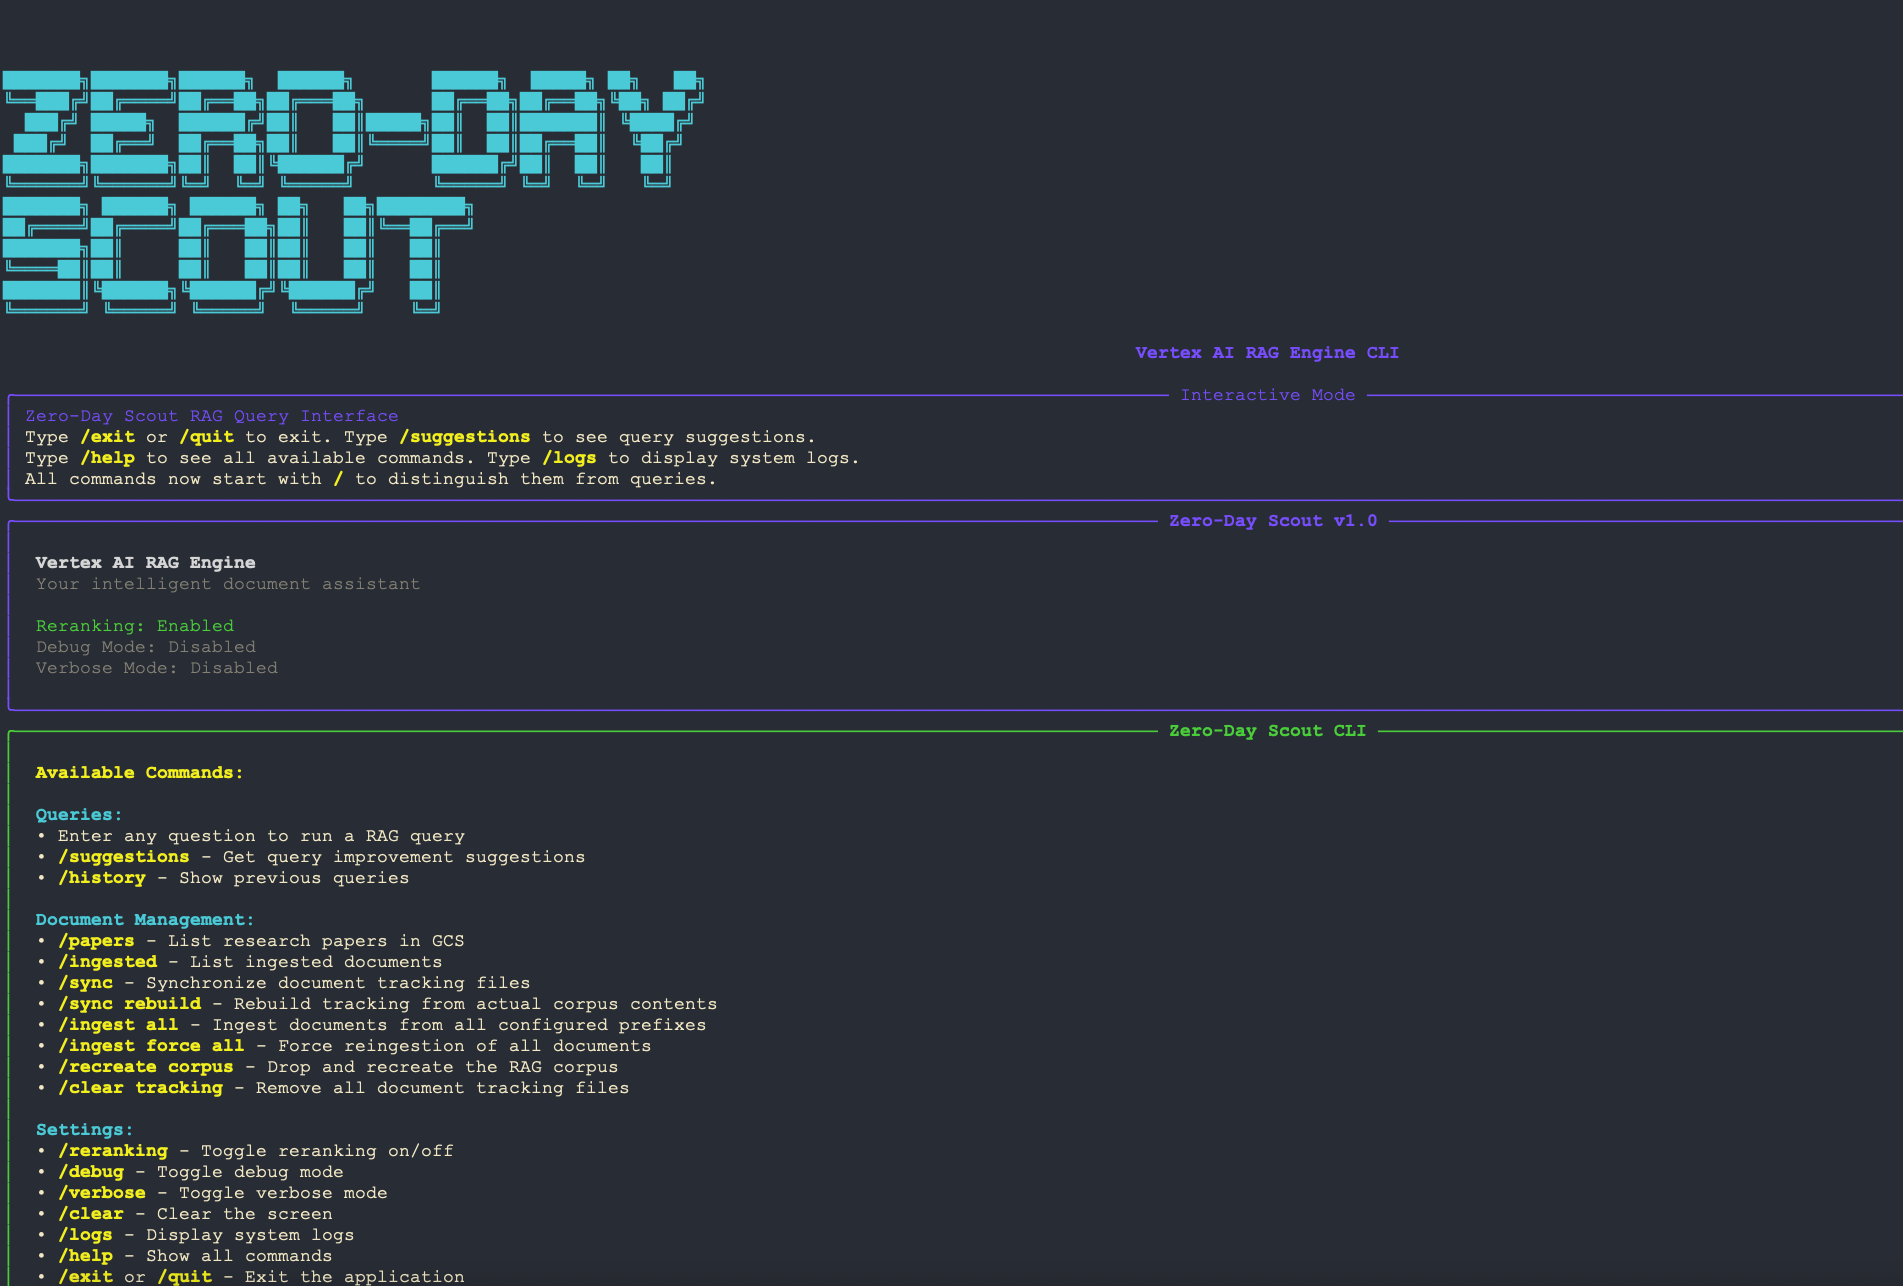 ZERO-DAY
SCOUT
Vertex AI RAG Engine CLI
Interactive Mode
Zero-Day Scout RAG Query Interface
Type /exit or /quit to exit. Type /suggestions to see query suggestions.
Type /help to see all available commands. Type /logs to display system logs.
All commands now start with / to distinguish them from queries.
Zero-Day Scout v1.0
Vertex AI RAG Engine
Your intelligent document assistant
Reranking: Enabled
Debug Mode: Disabled
Verbose Mode: Disabled
Zero-Day Scout CLI
Available Commands:
Queries:
• Enter any question to run a RAG query
• /suggestions - Get query improvement suggestions
• /history - Show previous queries
Document Management:
• /papers - List research papers in GCS
• /ingested - List ingested documents
• /sync - Synchronize document tracking files
• /sync rebuild - Rebuild tracking from actual corpus contents
• /ingest all - Ingest documents from all configured prefixes
• /ingest force all - Force reingestion of all documents
• /recreate corpus - Drop and recreate the RAG corpus
• /clear tracking - Remove all document tracking files
Settings:
• /reranking - Toggle reranking on/off
• /debug - Toggle debug mode
• /verbose - Toggle verbose mode
• /clear - Clear the screen
• /logs - Display system logs
• /help - Show all commands
• /exit or /quit - Exit the application